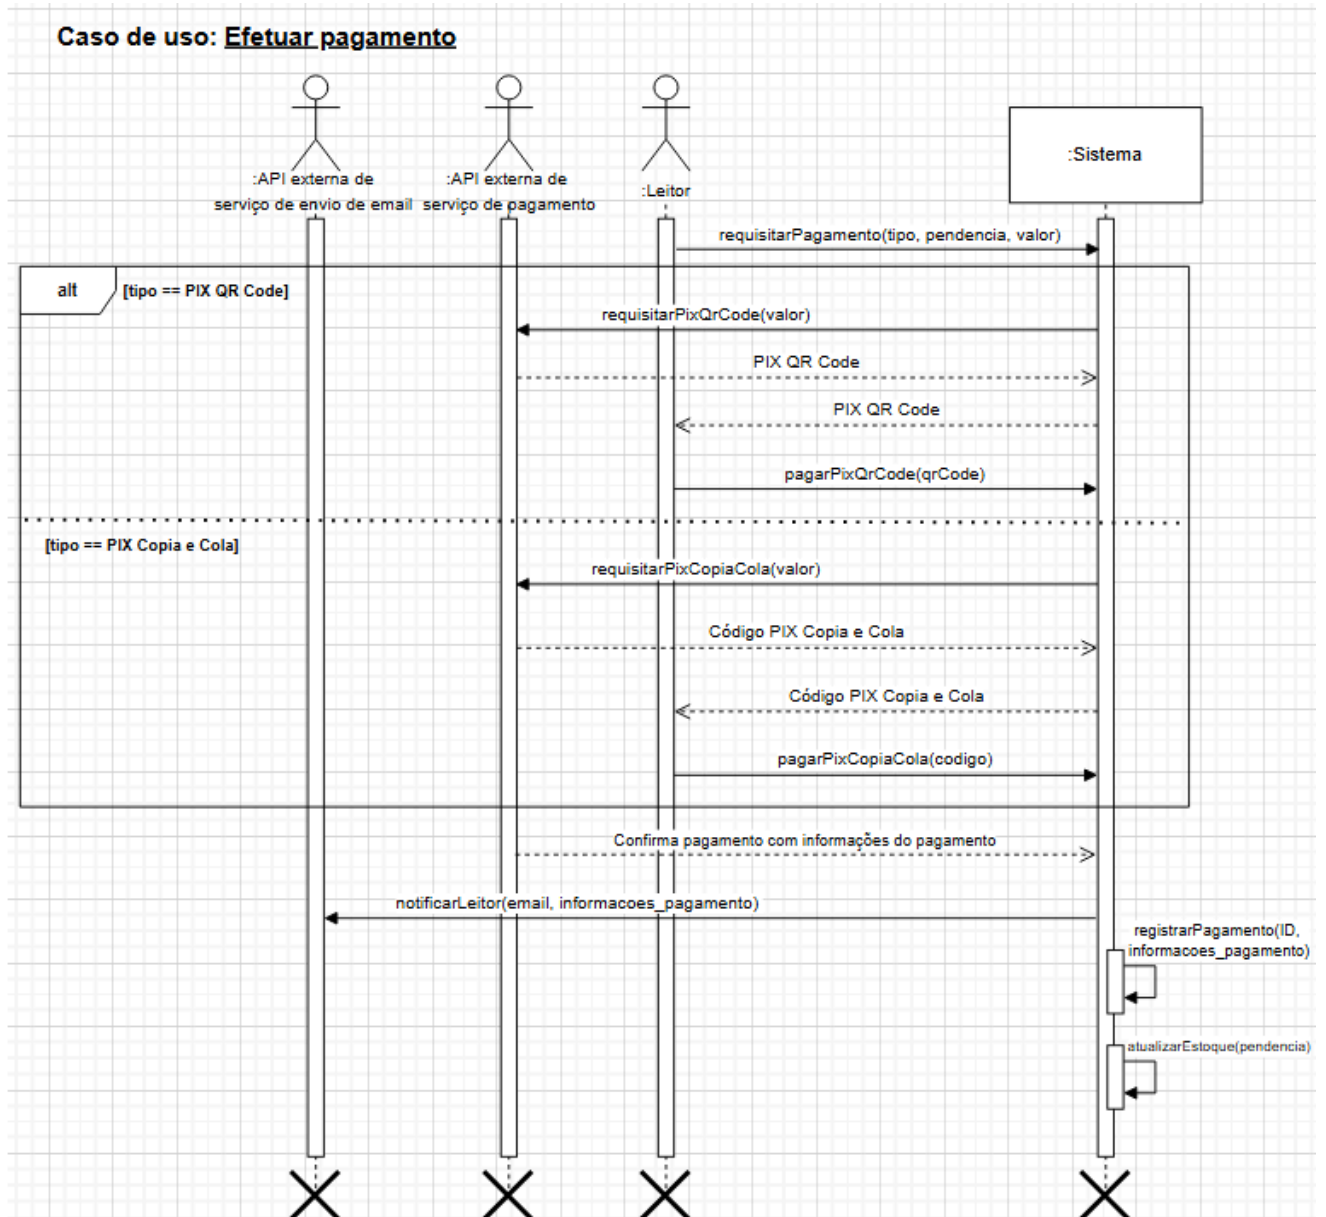 Caso de uso: Efetuar pagamento
:API externa de
serviço de envio de email
:API externa de
serviço de pagamento
:Leitor
:Sistema
requisitarPagamento(tipo, pendencia, valor)
alt
[tipo == PIX QR Code]
requisitarPixQrCode(valor)
PIX QR Code
PIX QR Code
pagarPixQrCode(qrCode)
[tipo == PIX Copia e Cola]
requisitarPixCopiaCola(valor)
Código PIX Copia e Cola
Código PIX Copia e Cola
pagarPixCopiaCola(codigo)
Confirma pagamento com informações do pagamento
notificarLeitor(email, informacoes_pagamento)
registrarPagamento(ID,
informacoes_pagamento)
atualizarEstoque(pendencia)